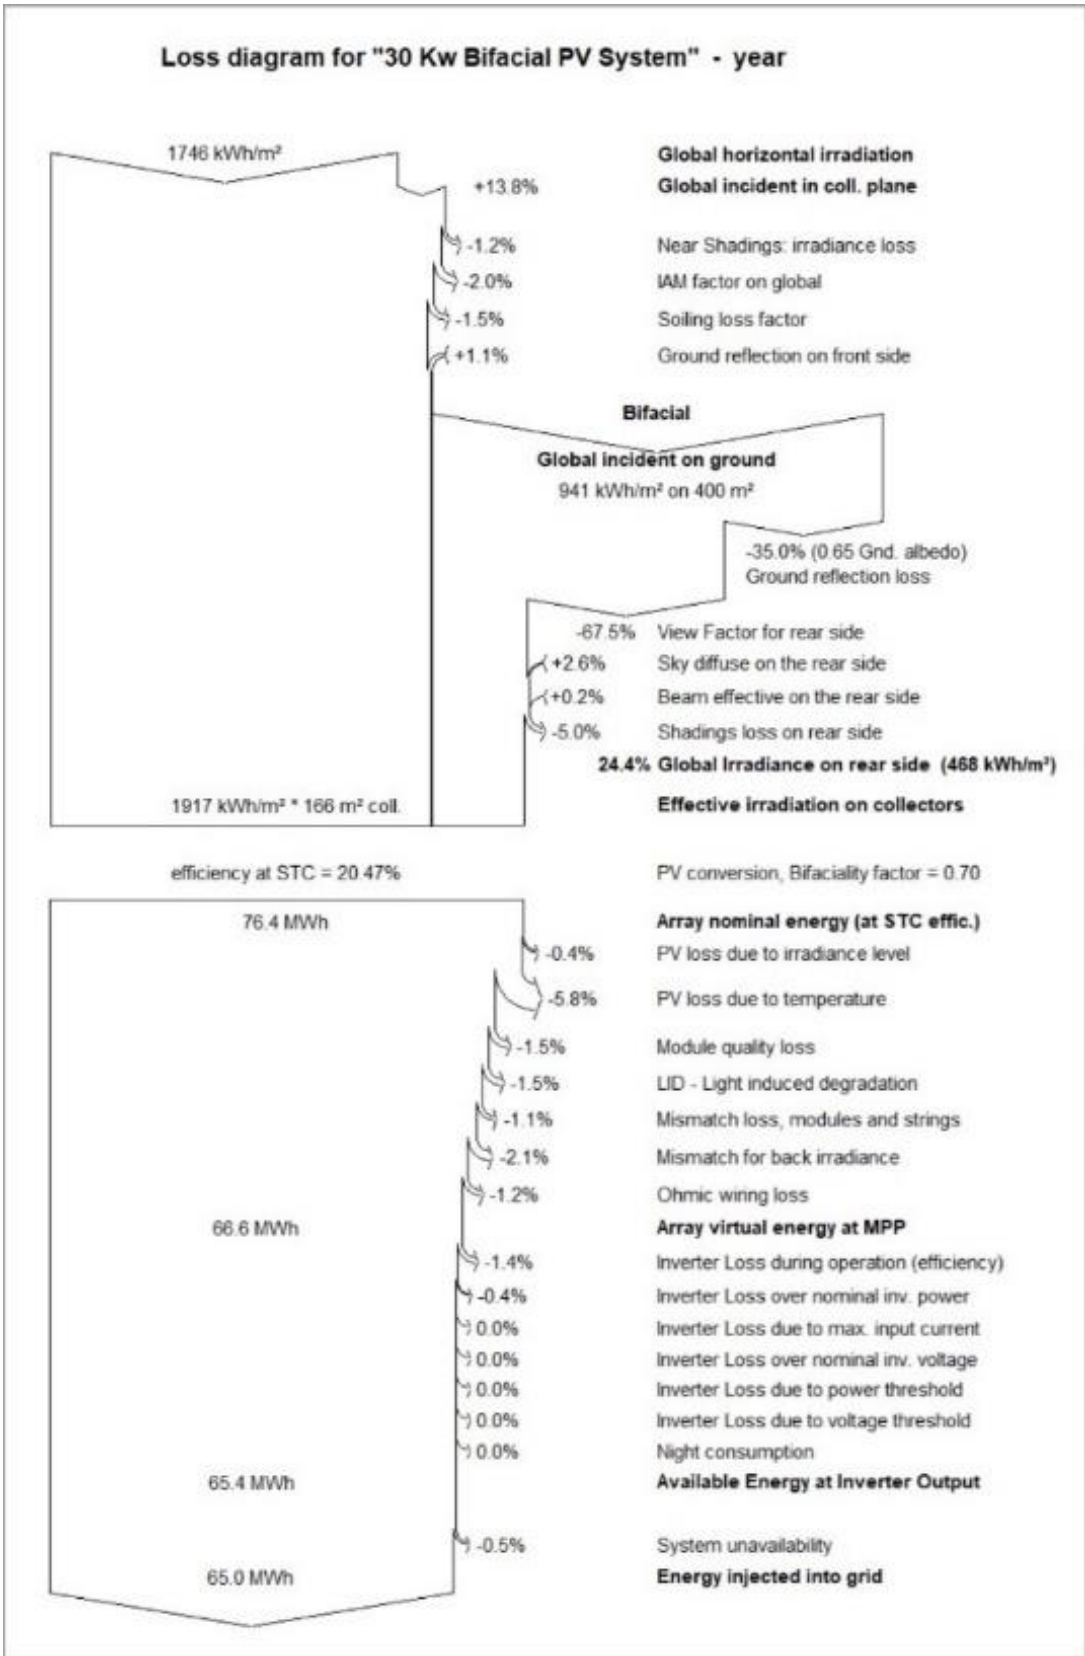 Loss diagram for "30 Kw Bifacial PV System" - year
1746 kWh/m² Global horizontal irradiation
+13.8% Global incident in coll. plane
-1.2% Near Shadings: irradiance loss
-2.0% IAM factor on global
-1.5% Soiling loss factor
+1.1% Ground reflection on front side
Bifacial
Global incident on ground
941 kWh/m² on 400 m²
-35.0% (0.65 Gnd. albedo)
Ground reflection loss
-67.5% View Factor for rear side
+2.6% Sky diffuse on the rear side
+0.2% Beam effective on the rear side
-5.0% Shadings loss on rear side
24.4% Global Irradiance on rear side (468 kWh/m²)
1917 kWh/m² * 166 m² coll. Effective irradiation on collectors
efficiency at STC = 20.47% PV conversion, Bifaciality factor = 0.70
76.4 MWh Array nominal energy (at STC effic.)
-0.4% PV loss due to irradiance level
-5.8% PV loss due to temperature
-1.5% Module quality loss
-1.5% LID - Light induced degradation
-1.1% Mismatch loss, modules and strings
-2.1% Mismatch for back irradiance
-1.2% Ohmic wiring loss
66.6 MWh Array virtual energy at MPP
-1.4% Inverter Loss during operation (efficiency)
-0.4% Inverter Loss over nominal inv. power
0.0% Inverter Loss due to max. input current
0.0% Inverter Loss over nominal inv. voltage
0.0% Inverter Loss due to power threshold
0.0% Inverter Loss due to voltage threshold
0.0% Night consumption
65.4 MWh Available Energy at Inverter Output
-0.5% System unavailability
65.0 MWh Energy injected into grid